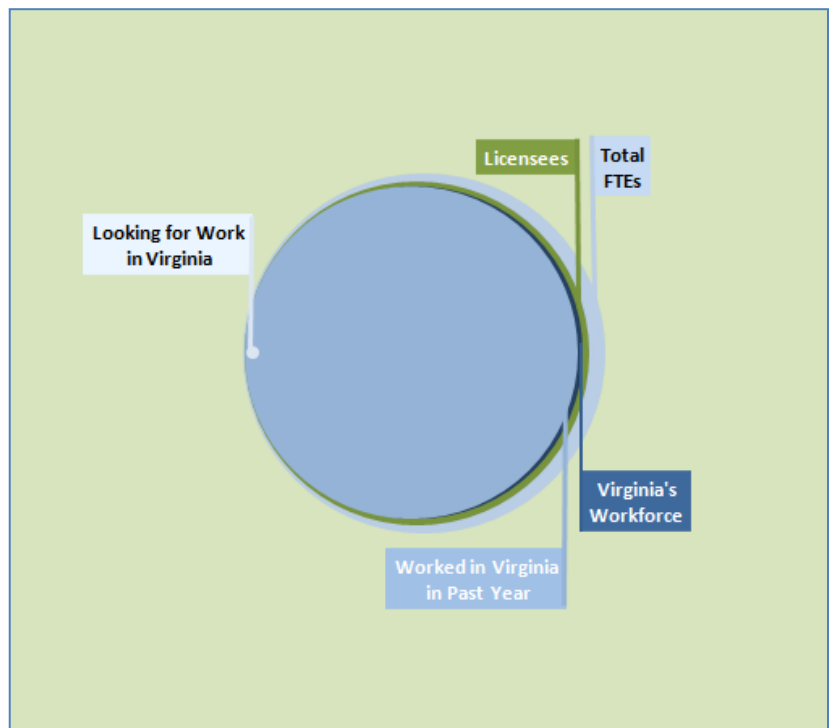 Licensees
Total
FTEs
Looking for Work
in Virginia
Virginia's
Workforce
Worked in Virginia
in Past Year